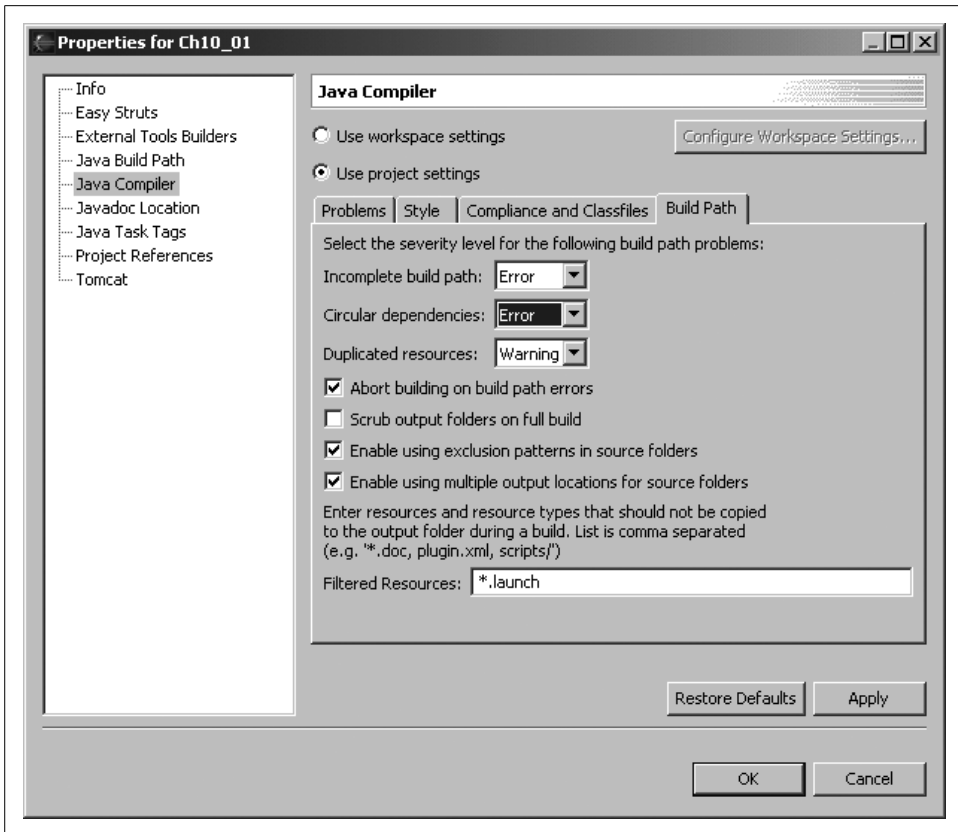 Properties for Ch10_01
Info
Easy Struts
External Tools Builders
Java Build Path
Java Compiler
Javadoc Location
Java Task Tags
Project References
Tomcat
Java Compiler
Use workspace settings
Configure Workspace Settings...
Use project settings
Problems
Style
Compliance and Classfiles
Build Path
Select the severity level for the following build path problems:
Incomplete build path: Error
Circular dependencies: Error
Duplicated resources: Warning
Abort building on build path errors
Scrub output folders on full build
Enable using exclusion patterns in source folders
Enable using multiple output locations for source folders
Enter resources and resource types that should not be copied
to the output folder during a build. List is comma separated
(e.g. '*.doc, plugin.xml, scripts/')
Filtered Resources: *.launch
Restore Defaults
Apply
OK
Cancel